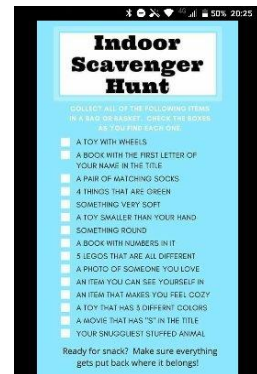 4G 50% 20:25
Indoor
Scavenger
Hunt
COLLECT ALL OF THE FOLLOWING ITEMS
IN A BAG OR BASKET. CHECK THE BOXES
AS YOU FIND EACH ONE
A TOY WITH WHEELS
A BOOK WITH THE FIRST LETTER OF
YOUR NAME IN THE TITLE
A PAIR OF MATCHING SOCKS
4 THINGS THAT ARE GREEN
SOMETHING VERY SOFT
A TOY SMALLER THAN YOUR HAND
SOMETHING ROUND
A BOOK WITH NUMBERS IN IT
5 LEGOS THAT ARE ALL DIFFERENT
A PHOTO OF SOMEONE YOU LOVE
AN ITEM YOU CAN SEE YOURSELF IN
AN ITEM THAT MAKES YOU FEEL COZY
A TOY THAT HAS 3 DIFFERNT COLORS
A MOVIE THAT HAS "S" IN THE TITLE
YOUR SNUGGLIEST STUFFED ANIMAL
Ready for snack? Make sure everything
gets put back where it belongs!